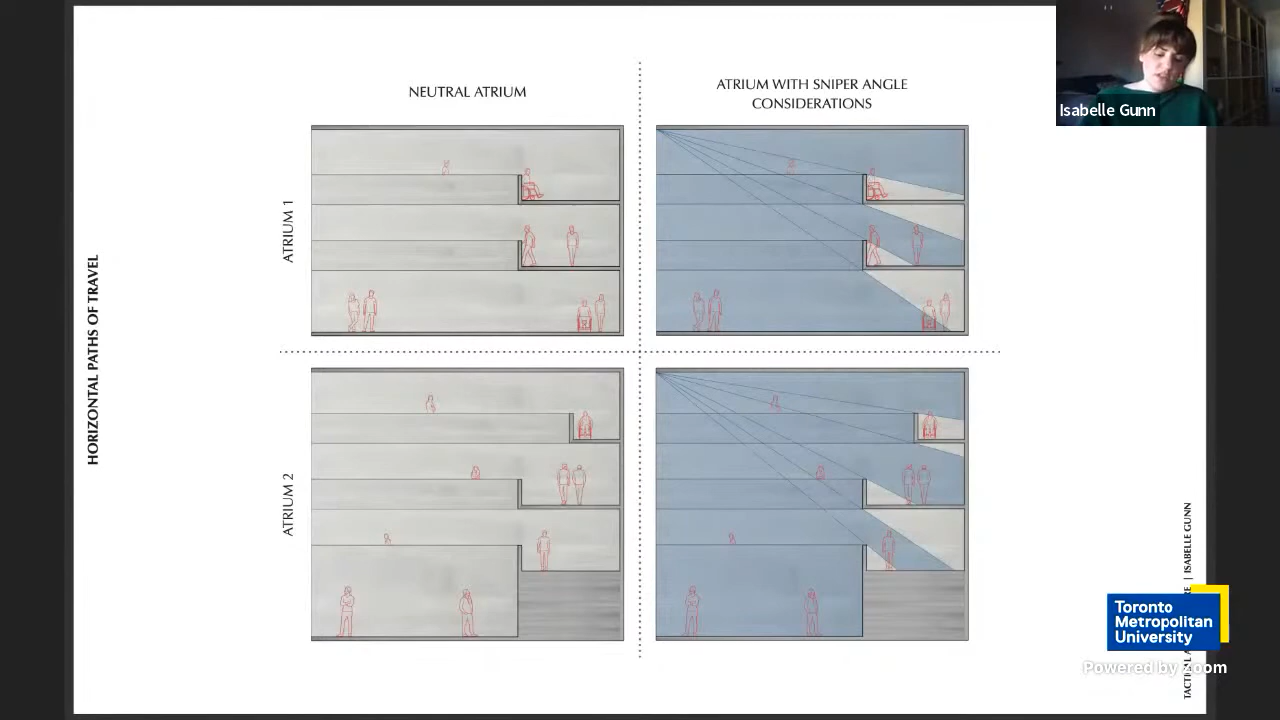 NEUTRAL ATRIUM
ATRIUM WITH SNIPER ANGLE
CONSIDERATIONS
Isabelle Gunn
HORIZONTAL PATHS OF TRAVEL
ATRIUM 1
ATRIUM 2
| ISABELLE GUNN
Toronto
Metropolitan
University
Powered by Zoom